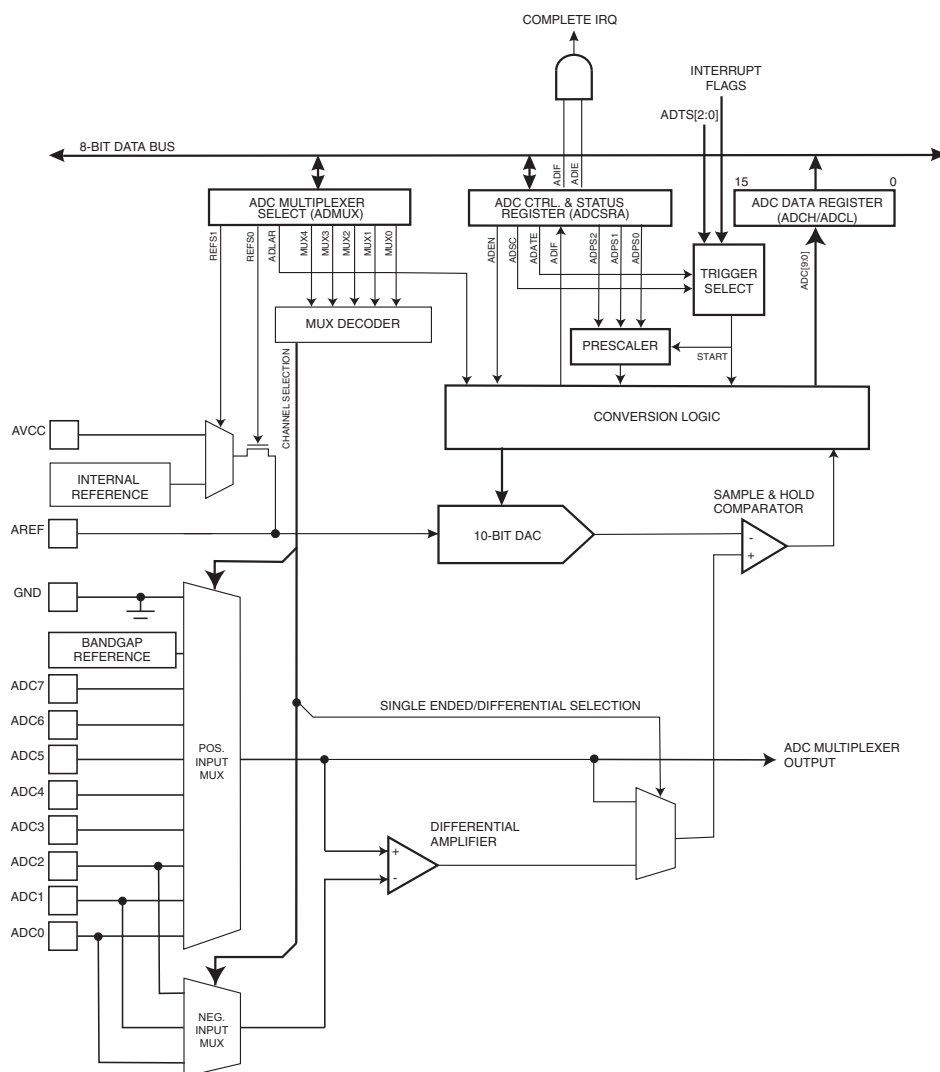 COMPLETE IRQ
INTERRUPT
FLAGS
ADTS[2:0]
8-BIT DATA BUS
ADIF
ADIE
15
0
ADC MULTIPLEXER
SELECT (ADMUX)
ADC CTRL. & STATUS
REGISTER (ADCSRA)
ADC DATA REGISTER
(ADCH/ADCL)
REFS1
REFS0
ADLAR
MUX4
MUX3
MUX2
MUX1
MUX0
ADEN
ADSC
ADATE
ADIF
ADPS2
ADPS1
ADPS0
ADC[9:0]
TRIGGER
SELECT
MUX DECODER
PRESCALER
START
CHANNEL SELECTION
CONVERSION LOGIC
AVCC
INTERNAL
REFERENCE
SAMPLE & HOLD
COMPARATOR
AREF
10-BIT DAC
-
+
GND
BANDGAP
REFERENCE
ADC7
SINGLE ENDED/DIFFERENTIAL SELECTION
ADC6
ADC5
POS.
INPUT
MUX
ADC MULTIPLEXER
OUTPUT
ADC4
ADC3
DIFFERENTIAL
AMPLIFIER
+
-
ADC2
ADC1
ADC0
NEG.
INPUT
MUX